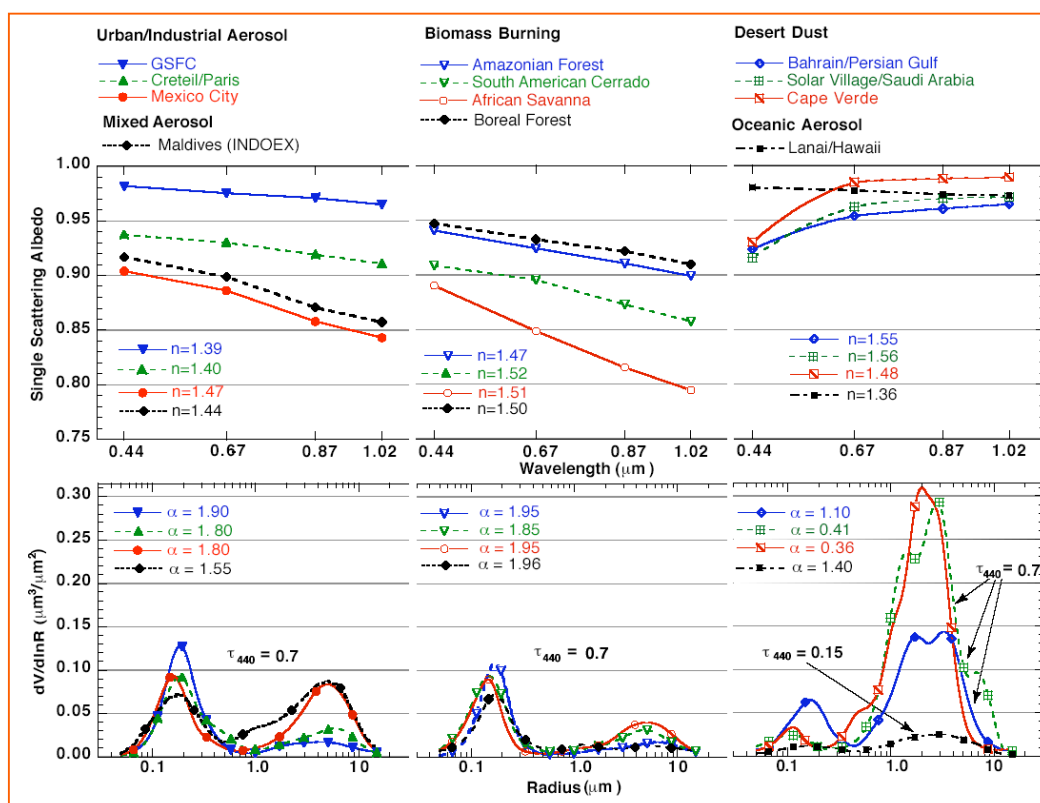 Urban/Industrial Aerosol
GSFC
Creteil/Paris
Mexico City
Mixed Aerosol
Maldives (INDOEX)
Biomass Burning
Amazonian Forest
South American Cerrado
African Savanna
Boreal Forest
Desert Dust
Bahrain/Persian Gulf
Solar Village/Saudi Arabia
Cape Verde
Oceanic Aerosol
Lanai/Hawaii
Single Scattering Albedo
1.00
0.95
0.90
0.85
0.80
0.75
n=1.39
n=1.40
n=1.47
n=1.44
n=1.47
n=1.52
n=1.51
n=1.50
n=1.55
n=1.56
n=1.48
n=1.36
0.44 0.67 0.87 1.02
0.44 0.67 0.87 1.02
0.44 0.67 0.87 1.02
Wavelength (μm)
dV/dlnR (μm³/μm²)
0.30
0.25
0.20
0.15
0.10
0.05
0.00
α = 1.90
α = 1.80
α = 1.80
α = 1.55
τ440 = 0.7
α = 1.95
α = 1.85
α = 1.95
α = 1.96
τ440 = 0.7
α = 1.10
α = 0.41
α = 0.36
α = 1.40
τ440 = 0.7
τ440 = 0.15
0.1 1.0 10.0
0.1 1.0 10.0
0.1 1.0 10.0
Radius (μm)